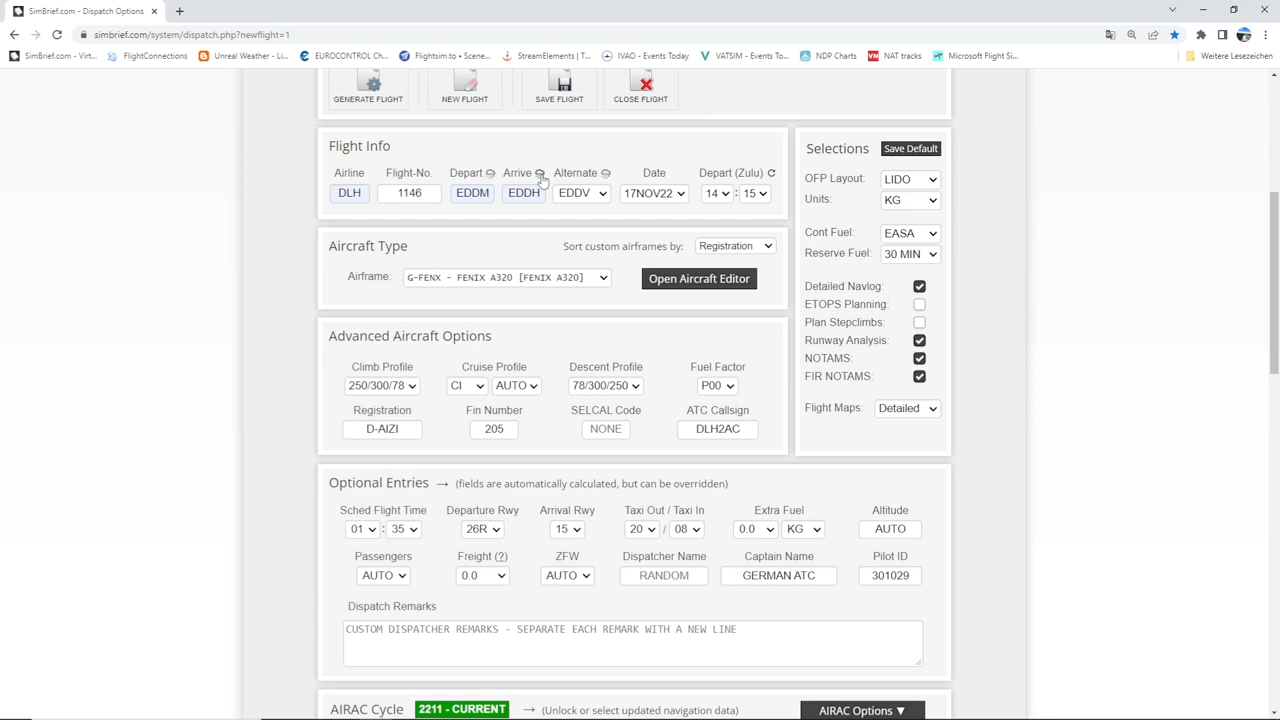 SimBrief.com - Dispatch Options
simbrief.com/system/dispatch.php?newflight=1
SimBrief.com - Virt... FlightConnections Unreal Weather - Li... EUROCONTROL Ch... Flightsim.to • Scene... StreamElements | T... IVAO - Events Today VATSIM - Events To... NDP Charts NAT tracks Microsoft Flight Si... Weitere Lesezeichen
GENERATE FLIGHT NEW FLIGHT SAVE FLIGHT CLOSE FLIGHT
Flight Info
Airline Flight-No. Depart Arrive Alternate Date Depart (Zulu)
DLH 1146 EDDM EDDH EDDV 17NOV22 14 : 15
Aircraft Type Sort custom airframes by: Registration
Airframe: G-FENX - FENIX A320 [FENIX A320] Open Aircraft Editor
Advanced Aircraft Options
Climb Profile Cruise Profile Descent Profile Fuel Factor
250/300/78 CI AUTO 78/300/250 P00
Registration Fin Number SELCAL Code ATC Callsign
D-AIZI 205 NONE DLH2AC
Selections Save Default
OFP Layout: LIDO
Units: KG
Cont Fuel: EASA
Reserve Fuel: 30 MIN
Detailed Navlog:
ETOPS Planning:
Plan Stepclimbs:
Runway Analysis:
NOTAMS:
FIR NOTAMS:
Flight Maps: Detailed
Optional Entries → (fields are automatically calculated, but can be overridden)
Sched Flight Time Departure Rwy Arrival Rwy Taxi Out / Taxi In Extra Fuel Altitude
01 : 35 26R 15 20 / 08 0.0 KG AUTO
Passengers Freight (?) ZFW Dispatcher Name Captain Name Pilot ID
AUTO 0.0 AUTO RANDOM GERMAN ATC 301029
Dispatch Remarks
CUSTOM DISPATCHER REMARKS - SEPARATE EACH REMARK WITH A NEW LINE
AIRAC Cycle 2211 - CURRENT → (Unlock or select updated navigation data) AIRAC Options ▼